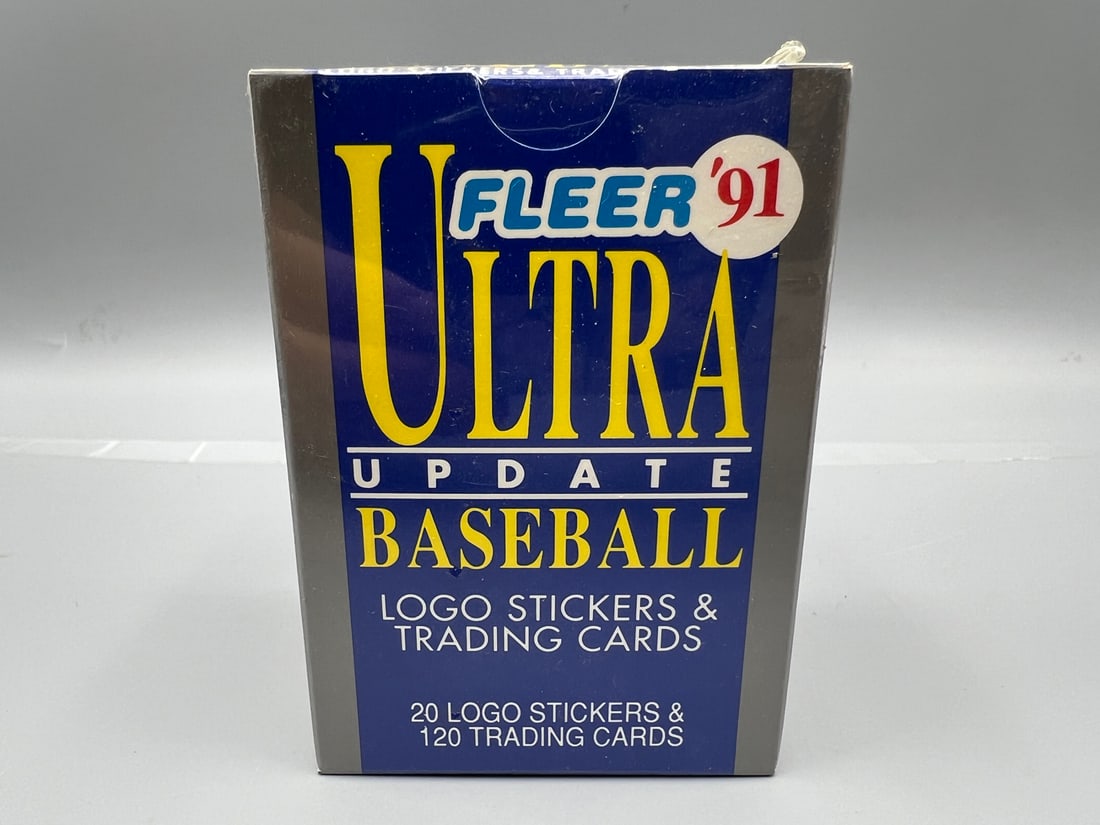 FLEER '91
ULTRA
UPDATE
BASEBALL
LOGO STICKERS &
TRADING CARDS
20 LOGO STICKERS &
120 TRADING CARDS